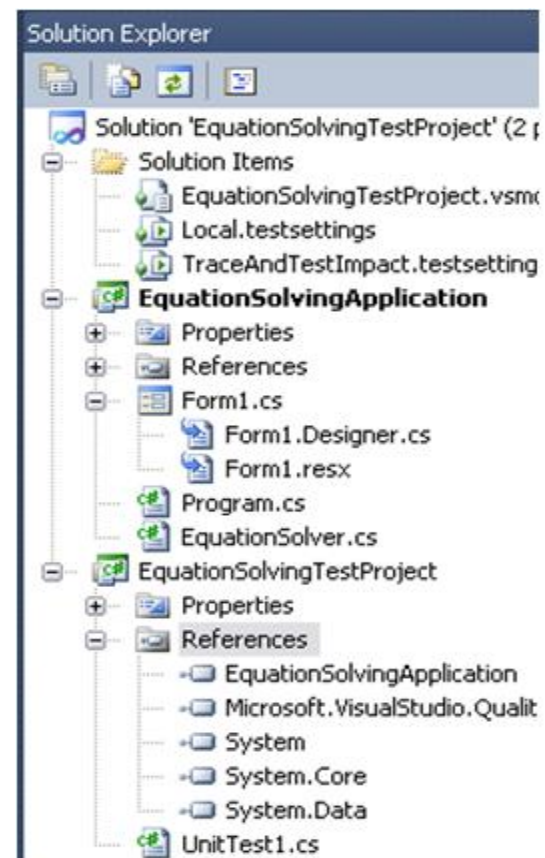 Solution Explorer
Solution 'EquationSolvingTestProject' (2 p
Solution Items
EquationSolvingTestProject.vsmd
Local.testsettings
TraceAndTestImpact.testsetting
EquationSolvingApplication
Properties
References
Form1.cs
Form1.Designer.cs
Form1.resx
Program.cs
EquationSolver.cs
EquationSolvingTestProject
Properties
References
EquationSolvingApplication
Microsoft.VisualStudio.Qualit
System
System.Core
System.Data
UnitTest1.cs